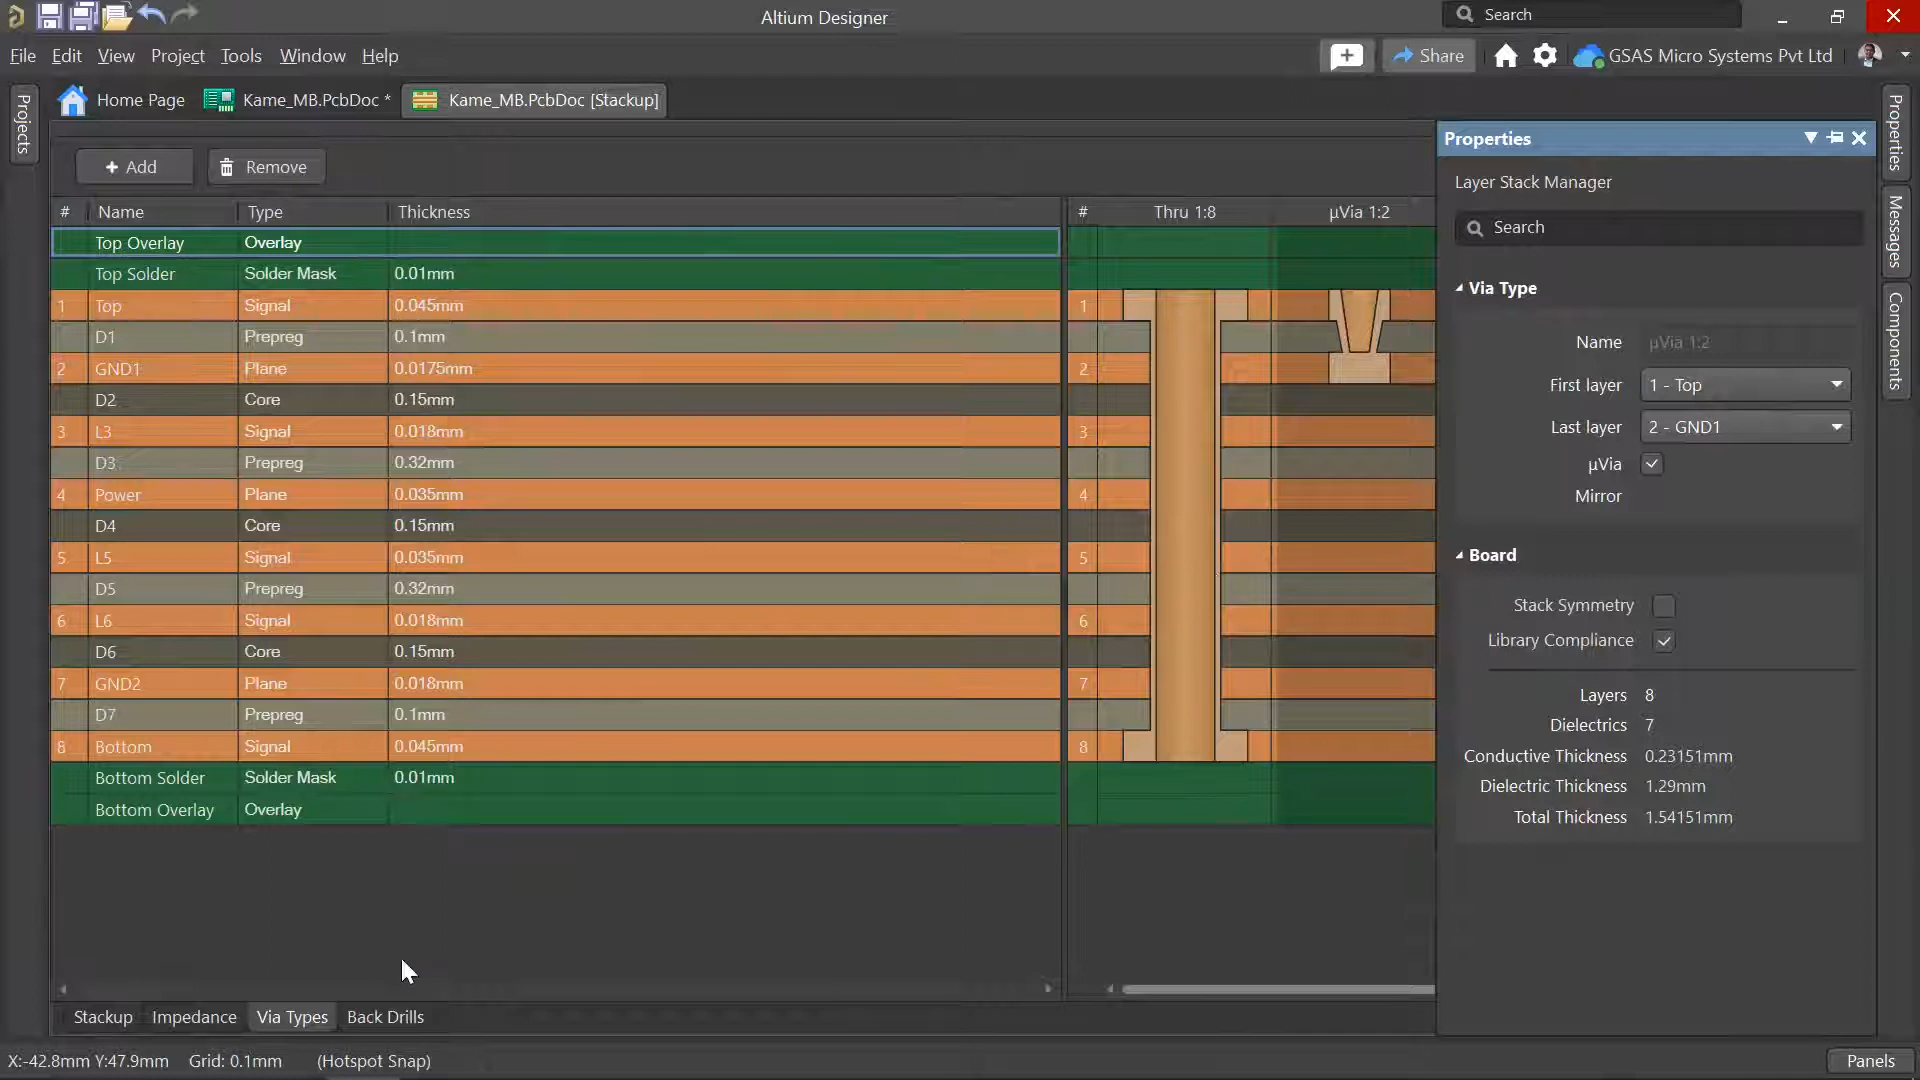 Altium Designer
Search
File Edit View Project Tools Window Help
Share
GSAS Micro Systems Pvt Ltd
Projects
Home Page
Kame_MB.PcbDoc *
Kame_MB.PcbDoc [Stackup]
+ Add
Remove
# Name Type Thickness
Top Overlay Overlay
Top Solder Solder Mask 0.01mm
1 Top Signal 0.045mm
D1 Prepreg 0.1mm
2 GND1 Plane 0.0175mm
D2 Core 0.15mm
3 L3 Signal 0.018mm
D3 Prepreg 0.32mm
4 Power Plane 0.035mm
D4 Core 0.15mm
5 L5 Signal 0.035mm
D5 Prepreg 0.32mm
6 L6 Signal 0.018mm
D6 Core 0.15mm
7 GND2 Plane 0.018mm
D7 Prepreg 0.1mm
8 Bottom Signal 0.045mm
Bottom Solder Solder Mask 0.01mm
Bottom Overlay Overlay
# Thru 1:8 µVia 1:2
1
2
3
4
5
6
7
8
Properties
Layer Stack Manager
Search
Via Type
Name µVia 1:2
First layer 1 - Top
Last layer 2 - GND1
µVia
Mirror
Board
Stack Symmetry
Library Compliance
Layers 8
Dielectrics 7
Conductive Thickness 0.23151mm
Dielectric Thickness 1.29mm
Total Thickness 1.54151mm
Properties
Messages
Components
Stackup Impedance Via Types Back Drills
X:-42.8mm Y:47.9mm Grid: 0.1mm (Hotspot Snap)
Panels